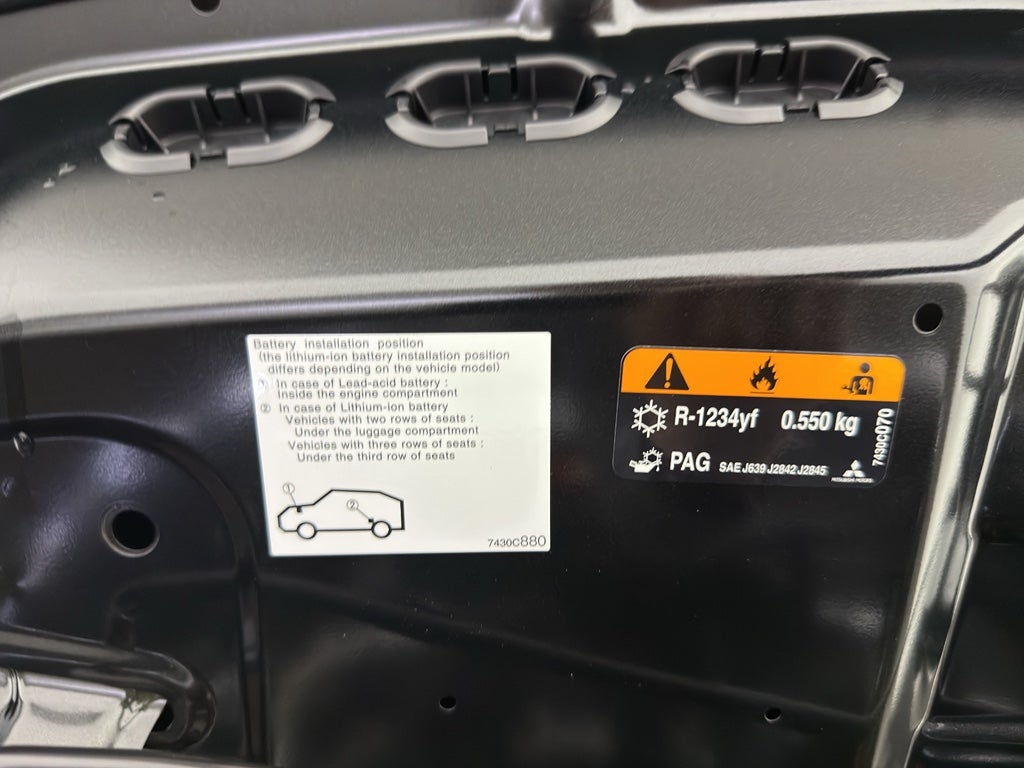 Battery installation position
(the lithium-ion battery installation position
differs depending on the vehicle model)
① In case of Lead-acid battery :
Inside the engine compartment
② In case of Lithium-ion battery
Vehicles with two rows of seats :
Under the luggage compartment
Vehicles with three rows of seats :
Under the third row of seats
①
②
7430C880
R-1234yf 0.550 kg
PAG SAE J639 J2842 J2845
MITSUBISHI MOTORS
7430C070